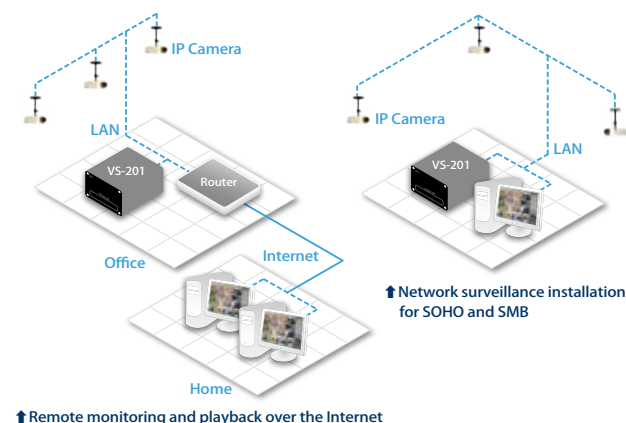 IP Camera
LAN
VS-201
Router
Office
Internet
Home
⬆ Remote monitoring and playback over the Internet
IP Camera
LAN
VS-201
⬆ Network surveillance installation
for SOHO and SMB